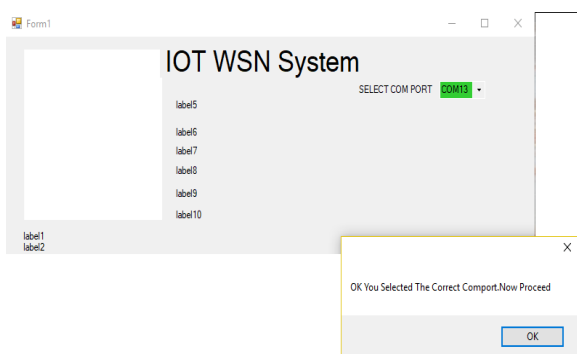 Form1
IOT WSN System
SELECT COM PORT COM13
label5
label6
label7
label8
label9
label10
label1
label2
OK You Selected The Correct Comport.Now Proceed
OK